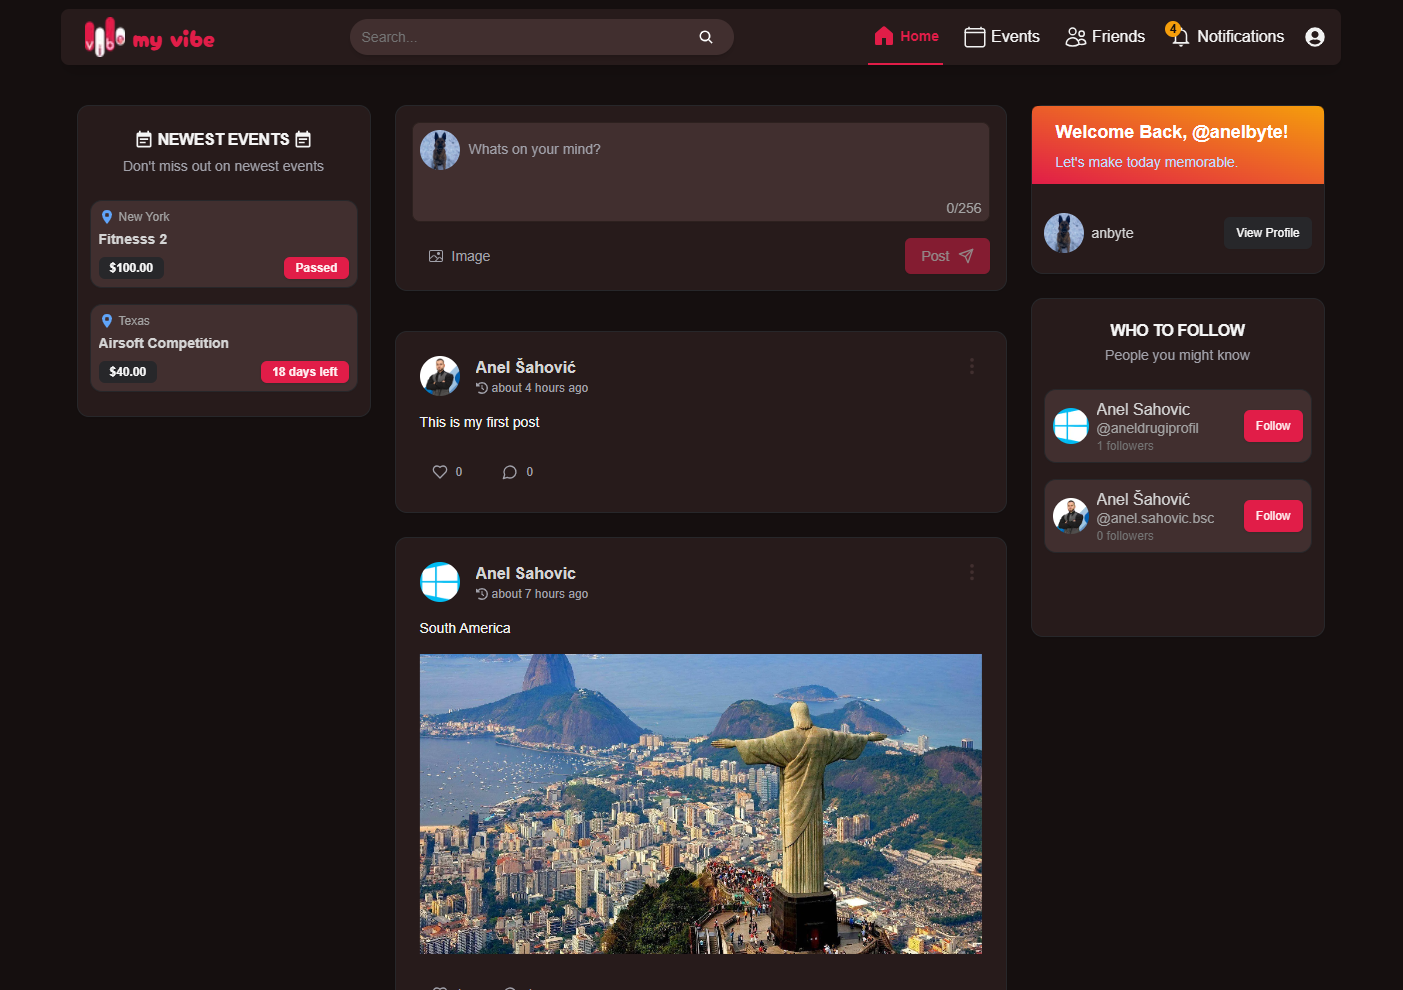 vibe
my vibe
Search...
Home
Events
Friends
4
Notifications
NEWEST EVENTS
Don't miss out on newest events
New York
Fitnesss 2
$100.00
Passed
Texas
Airsoft Competition
$40.00
18 days left
Whats on your mind?
0/256
Image
Post
Anel Šahović
about 4 hours ago
This is my first post
0
0
Anel Sahovic
about 7 hours ago
South America
Welcome Back, @anelbyte!
Let's make today memorable.
anbyte
View Profile
WHO TO FOLLOW
People you might know
Anel Sahovic
@aneldrugiprofil
1 followers
Follow
Anel Šahović
@anel.sahovic.bsc
0 followers
Follow